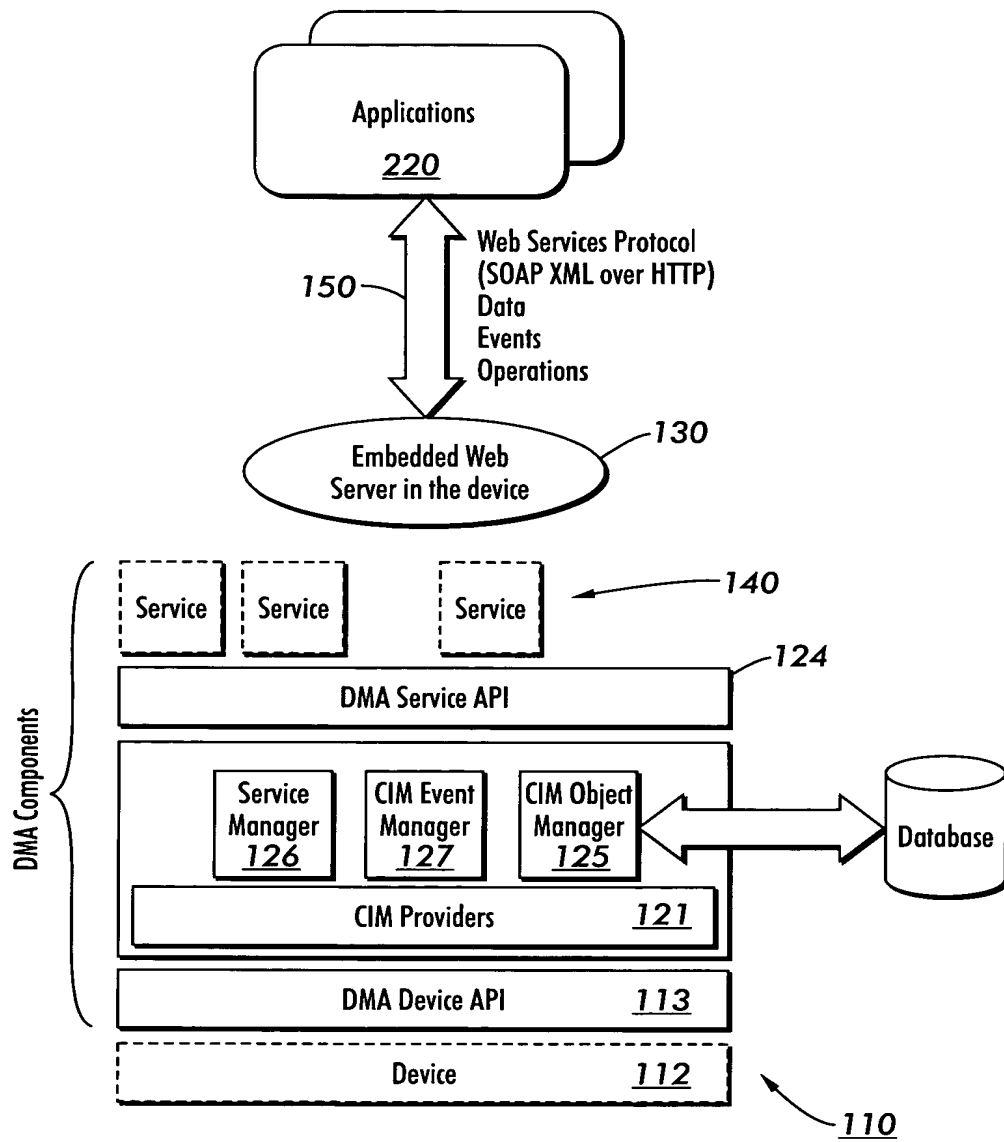 Applications
220
150
Web Services Protocol
(SOAP XML over HTTP)
Data
Events
Operations
130
Embedded Web
Server in the device
Service
Service
Service
140
124
DMA Service API
DMA Components
Service
Manager
126
CIM Event
Manager
127
CIM Object
Manager
125
Database
CIM Providers
121
DMA Device API
113
Device
112
110